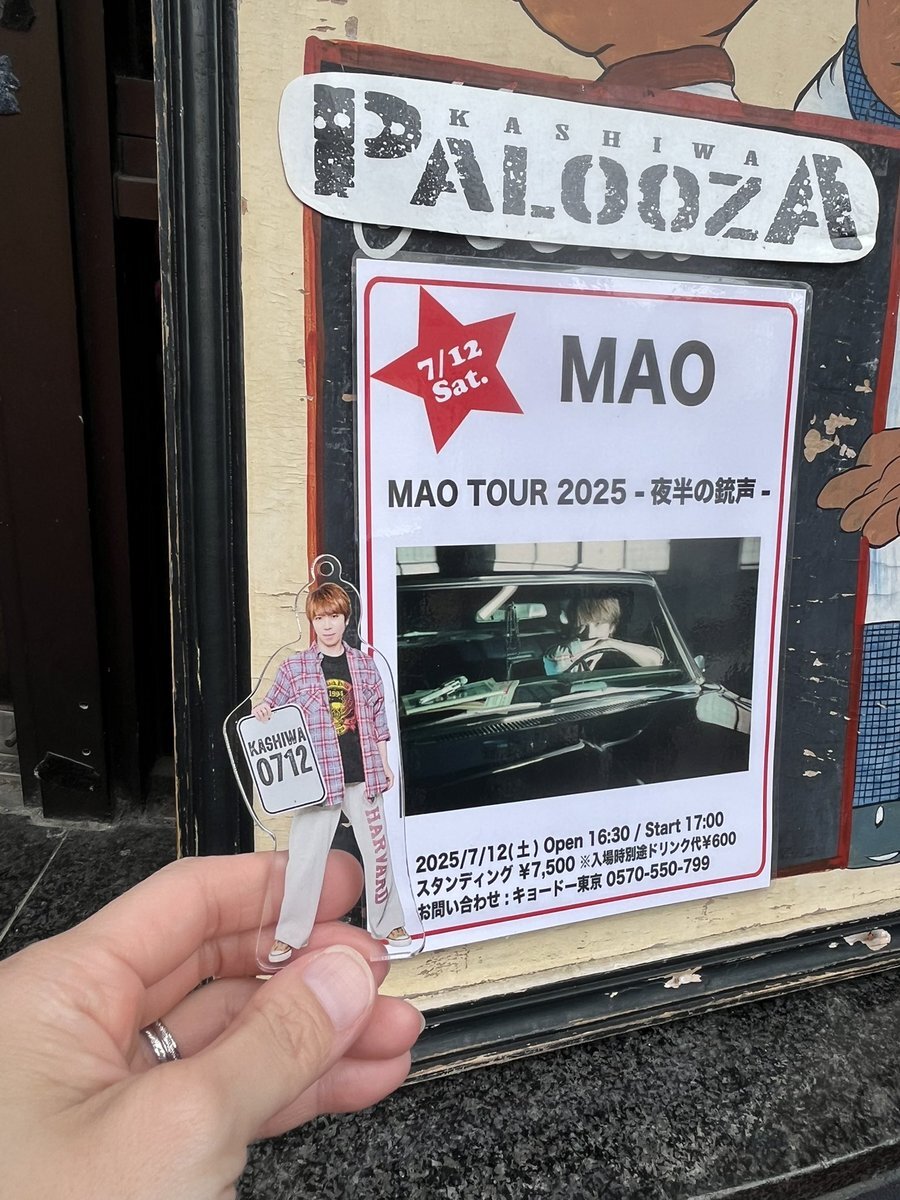 KASHIWA
PALOOZA
7/12
Sat.
MAO
MAO TOUR 2025 - 夜半の銃声 -
2025/7/12(土) Open 16:30 / Start 17:00
スタンディング ¥7,500 ※入場時別途ドリンク代¥600
お問い合わせ : キョードー東京 0570-550-799
1994
KASHIWA
0712
HARVARD